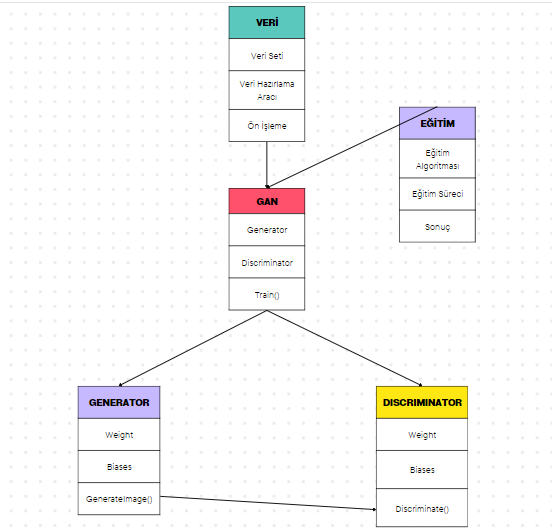 VERİ
Veri Seti
Veri Hazırlama
Aracı
Ön İşleme
EĞİTİM
Eğitim
Algoritması
Eğitim Süreci
Sonuç
GAN
Generator
Discriminator
Train()
GENERATOR
Weight
Biases
GenerateImage()
DISCRIMINATOR
Weight
Biases
Discriminate()